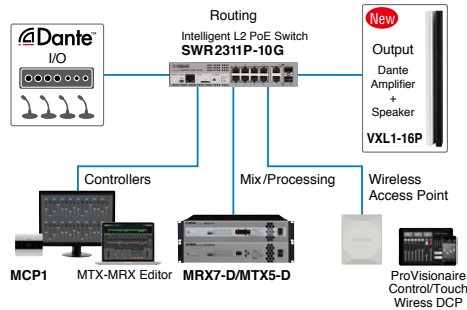 Routing
Intelligent L2 PoE Switch
SWR2311P-10G
Dante™
I/O
New
Output
Dante
Amplifier
+
Speaker
VXL1-16P
Controllers
Mix/Processing
Wireless
Access Point
MCP1
MTX-MRX Editor
MRX7-D/MTX5-D
ProVisionaire
Control/Touch
Wiress DCP